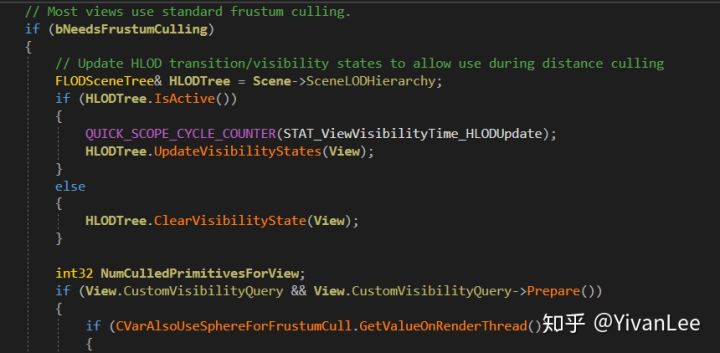 // Most views use standard frustum culling.
if (bNeedsFrustumCulling)
{
// Update HLOD transition/visibility states to allow use during distance culling
FLODSceneTree& HLODTree = Scene->SceneLODHierarchy;
if (HLODTree.IsActive())
{
QUICK_SCOPE_CYCLE_COUNTER(STAT_ViewVisibilityTime_HLODUpdate);
HLODTree.UpdateVisibilityStates(View);
}
else
{
HLODTree.ClearVisibilityState(View);
}
int32 NumCulledPrimitivesForView;
if (View.CustomVisibilityQuery && View.CustomVisibilityQuery->Prepare())
{
if (CVarAlsoUseSphereForFrustumCull.GetValueOnRenderThread()
{
知乎 @YivanLee